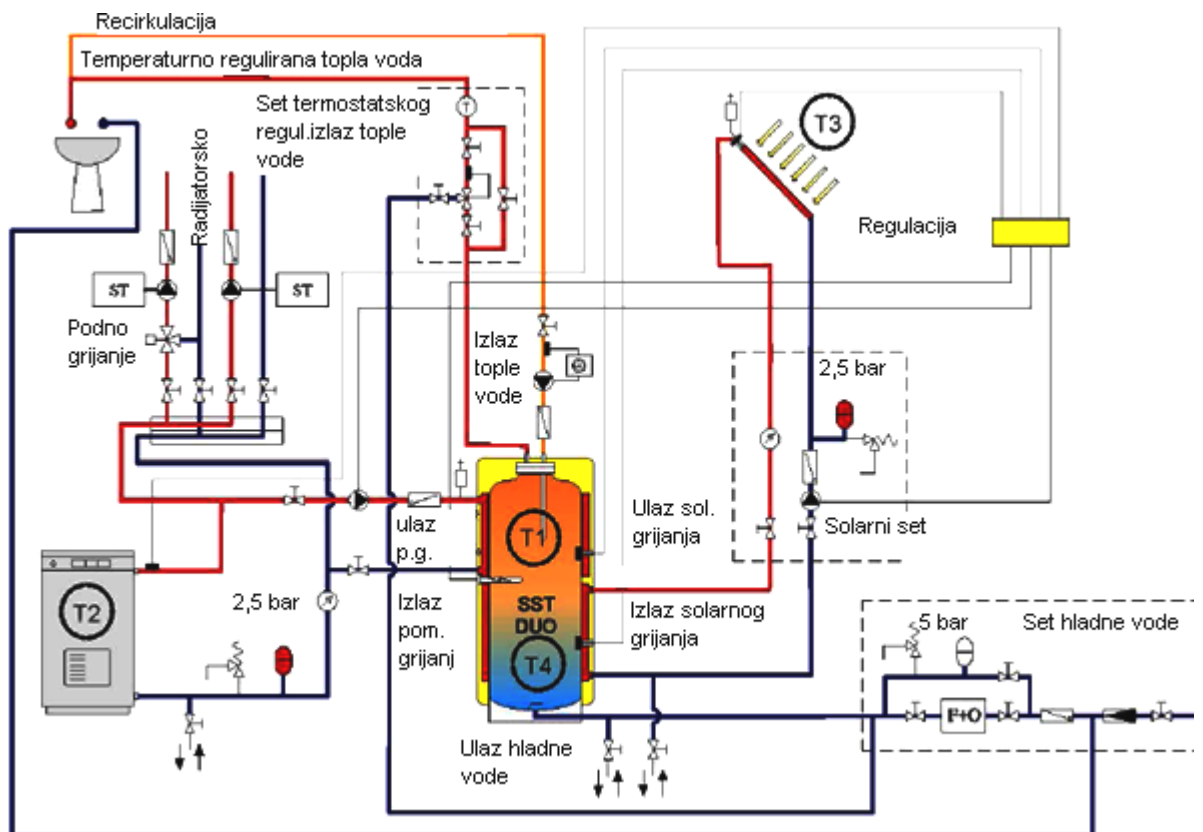 Recirkulacija
Temperaturno regulirana topla voda
Set termostatskog
regul.izlaz tople
vode
T
T3
Radijatorsko
Regulacija
ST
ST
Podno
grijanje
Izlaz
tople
vode
2,5 bar
Solarni set
ulaz
p.g.
T1
Ulaz sol.
grijanja
T2
2,5 bar
Izlaz
pom.
grijanj
SST
DUO
T4
Izlaz solarnog
grijanja
5 bar
Set hladne vode
F+O
Ulaz hladne
vode